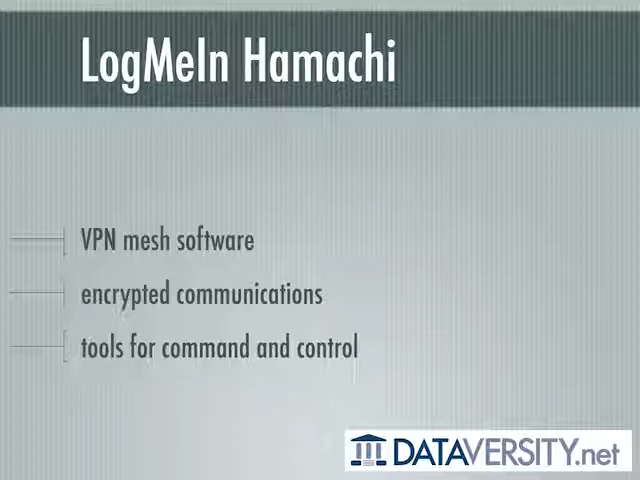 LogMeIn Hamachi
VPN mesh software
encrypted communications
tools for command and control
DATAVERSITY.net